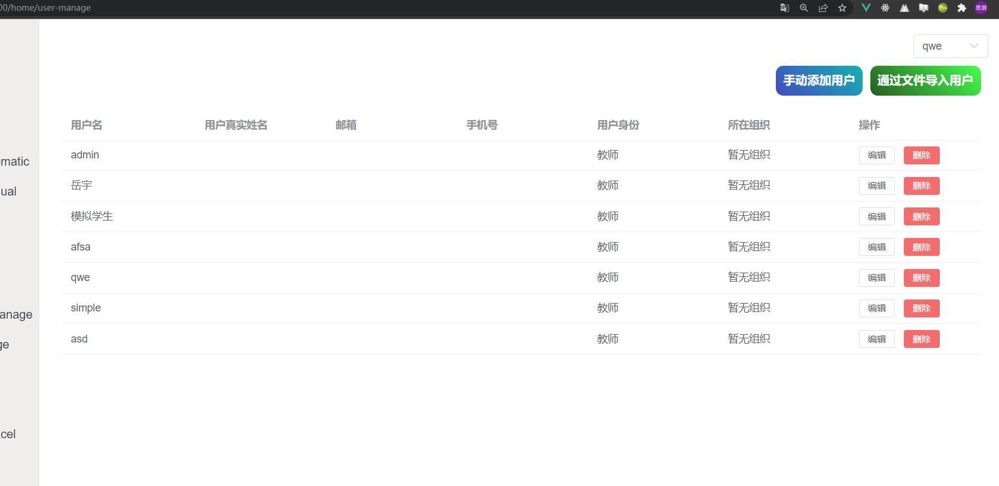 00/home/user-manage
思朋
qwe
手动添加用户 通过文件导入用户
用户名 用户真实姓名 邮箱 手机号 用户身份 所在组织 操作
admin 教师 暂无组织 编辑 删除
omatic
岳宇 教师 暂无组织 编辑 删除
ual
模拟学生 教师 暂无组织 编辑 删除
afsa 教师 暂无组织 编辑 删除
qwe 教师 暂无组织 编辑 删除
simple 教师 暂无组织 编辑 删除
anage
asd 教师 暂无组织 编辑 删除
ge
cel